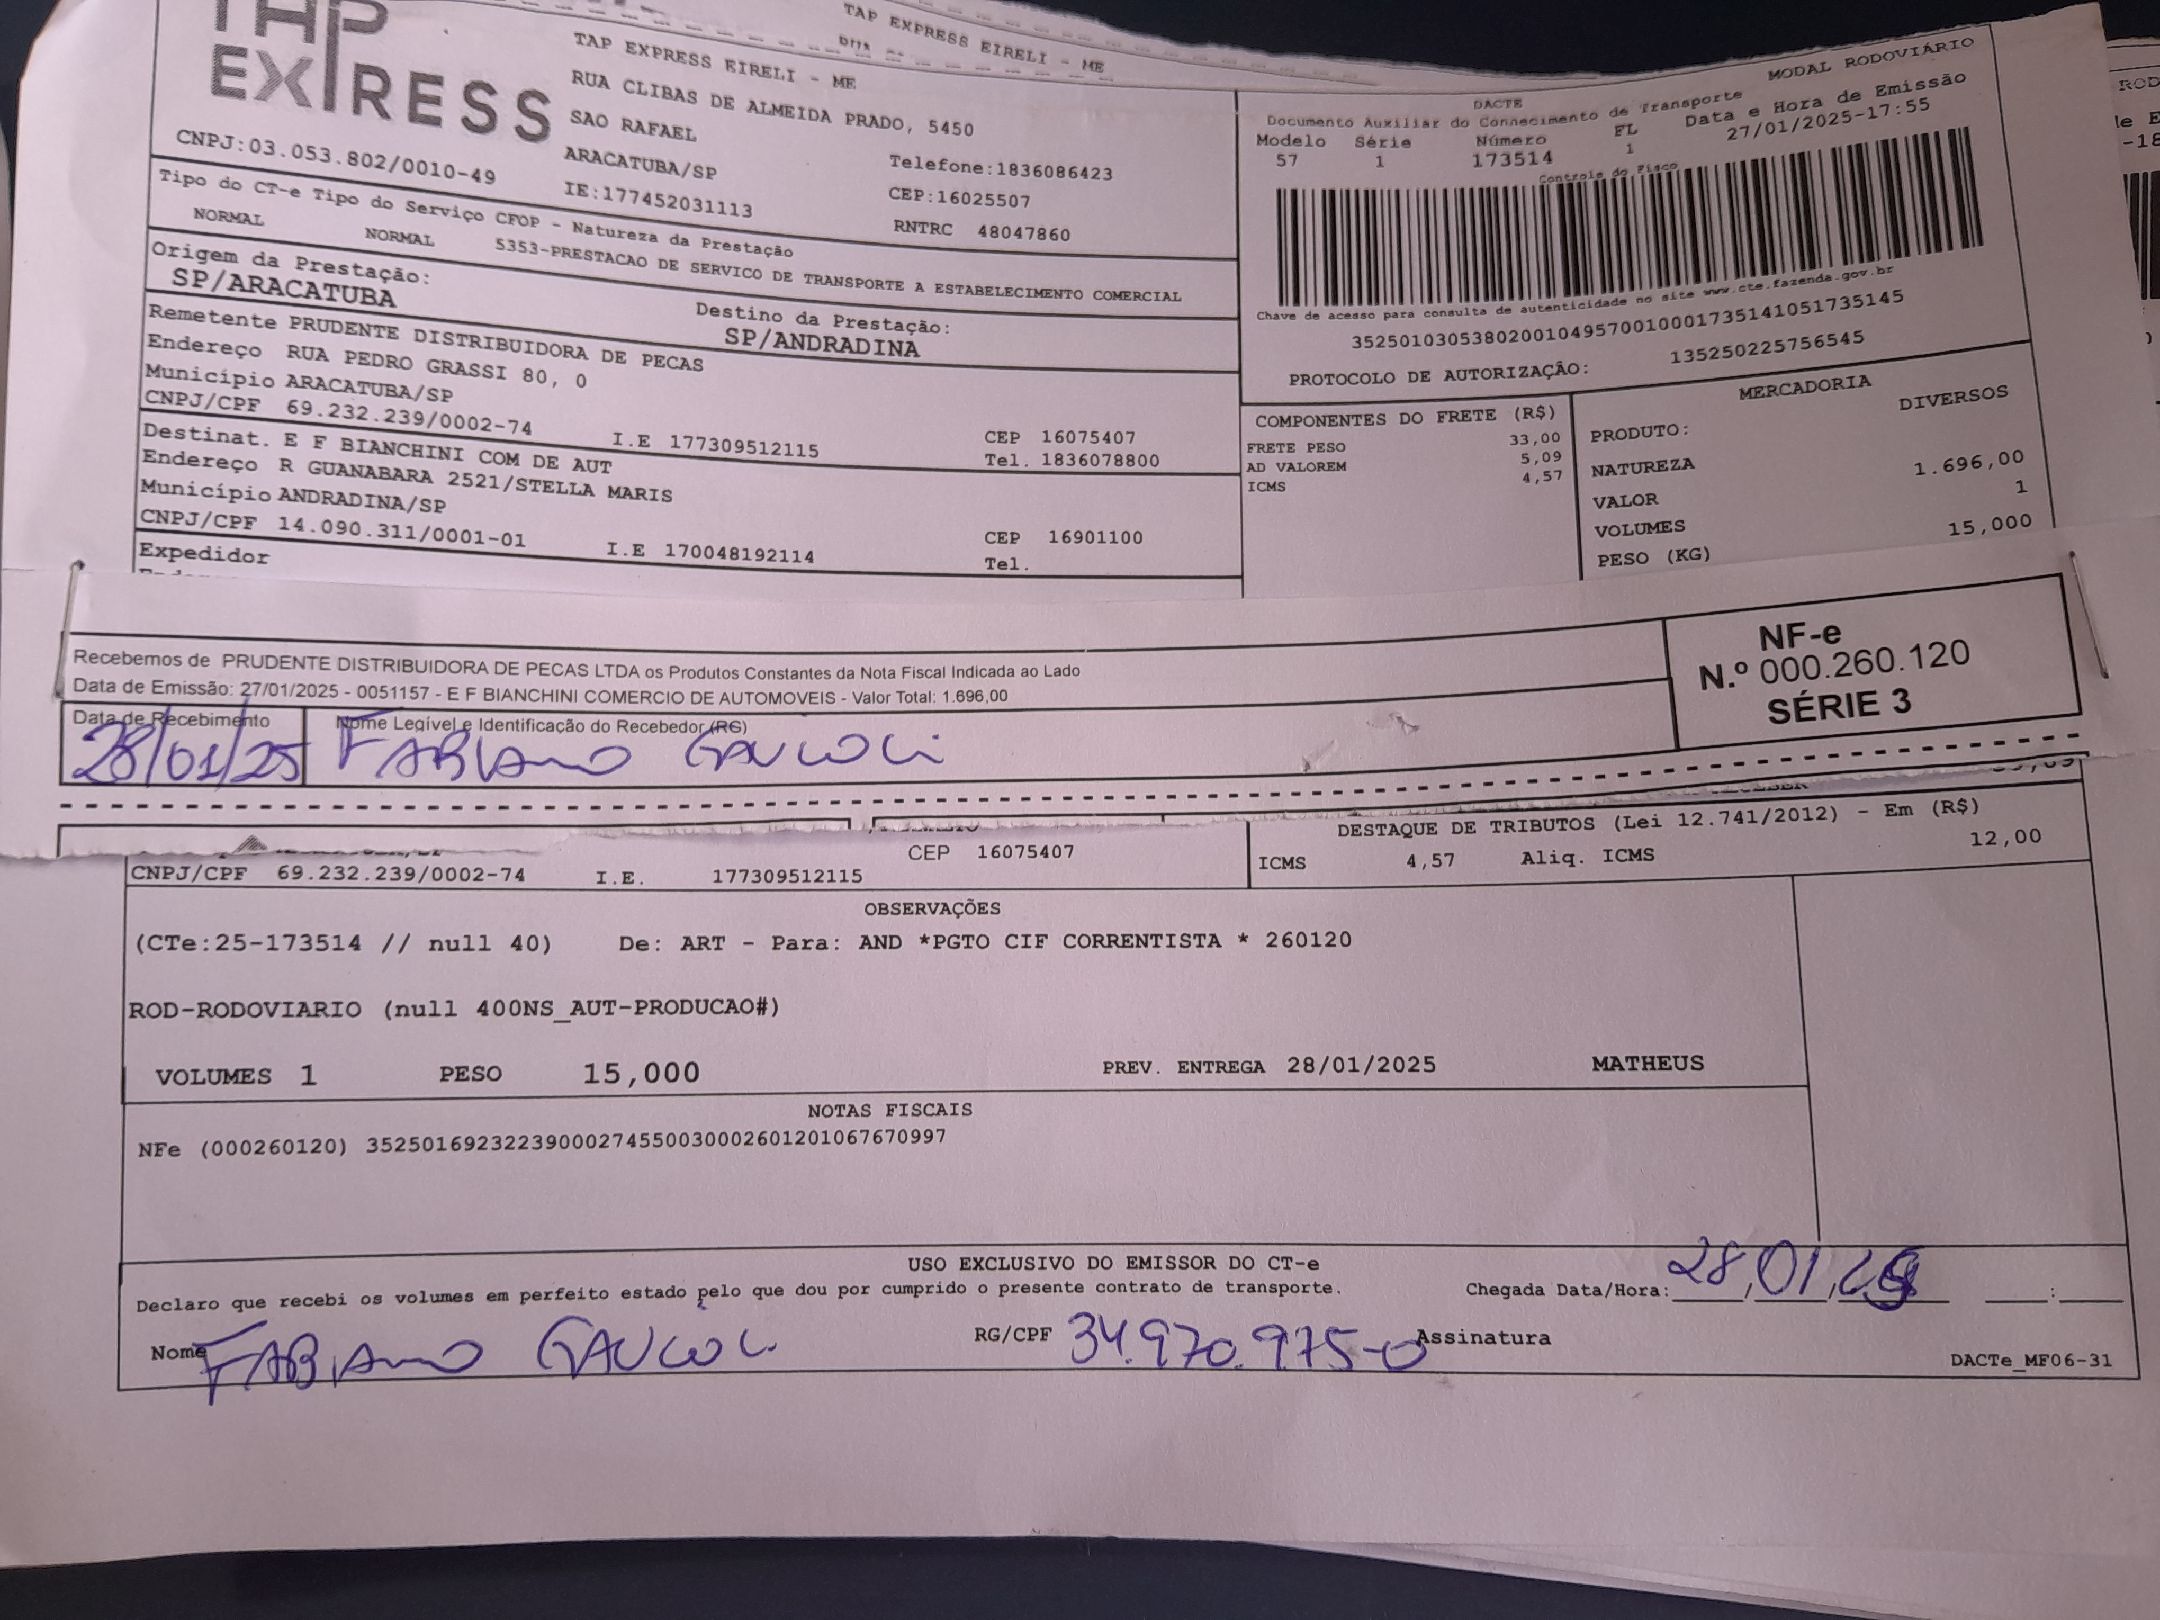 TAP EXPRESS EIRELI - ME
TAP
EXPRESS
CNPJ:03.053.802/0010-49
TAP EXPRESS EIRELI - ME
RUA CLIBAS DE ALMEIDA PRADO, 5450
SAO RAFAEL
ARACATUBA/SP
IE:177452031113
Telefone:1836086423
CEP:16025507
RNTRC 48047860
MODAL RODOVIÁRIO
DACTE
Documento Auxiliar do Connecimento de Transporte
Modelo Série Número FL Data e Hora de Emissão
57 1 173514 1 27/01/2025-17:55
Controle do Fisco
Chave de acesso para consulta de autenticidade no site www.cte.fazenda.gov.br
35250103053802001049570010001735141051735145
PROTOCOLO DE AUTORIZAÇÃO: 135250225756545
Tipo do CT-e Tipo do Serviço CFOP - Natureza da Prestação
NORMAL NORMAL 5353-PRESTACAO DE SERVICO DE TRANSPORTE A ESTABELECIMENTO COMERCIAL
Origem da Prestação: Destino da Prestação:
SP/ARACATUBA SP/ANDRADINA
Remetente PRUDENTE DISTRIBUIDORA DE PECAS
Endereço RUA PEDRO GRASSI 80, 0
Município ARACATUBA/SP CEP 16075407
CNPJ/CPF 69.232.239/0002-74 I.E 177309512115 Tel. 1836078800
Destinat. E F BIANCHINI COM DE AUT
Endereço R GUANABARA 2521/STELLA MARIS
Município ANDRADINA/SP CEP 16901100
CNPJ/CPF 14.090.311/0001-01 I.E 170048192114 Tel.
Expedidor
COMPONENTES DO FRETE (R$)
FRETE PESO 33,00
AD VALOREM 5,09
ICMS 4,57
MERCADORIA
PRODUTO: DIVERSOS
NATUREZA
VALOR 1.696,00
VOLUMES 1
PESO (KG) 15,000
Recebemos de PRUDENTE DISTRIBUIDORA DE PECAS LTDA os Produtos Constantes da Nota Fiscal Indicada ao Lado
Data de Emissão: 27/01/2025 - 0051157 - E F BIANCHINI COMERCIO DE AUTOMOVEIS - Valor Total: 1.696,00
Data de Recebimento Nome Legível e Identificação do Recebedor (RG)
28/01/25 FABIANO
NF-e
N.º 000.260.120
SÉRIE 3
CEP 16075407
CNPJ/CPF 69.232.239/0002-74 I.E. 177309512115
DESTAQUE DE TRIBUTOS (Lei 12.741/2012) - Em (R$)
ICMS 4,57 Aliq. ICMS 12,00
OBSERVAÇÕES
(CTe:25-173514 // null 40) De: ART - Para: AND *PGTO CIF CORRENTISTA * 260120
ROD-RODOVIARIO (null 400NS_AUT-PRODUCAO#)
VOLUMES 1 PESO 15,000 PREV. ENTREGA 28/01/2025 MATHEUS
NOTAS FISCAIS
NFe (000260120) 35250169232239000274550030002601201067670997
USO EXCLUSIVO DO EMISSOR DO CT-e
Declaro que recebi os volumes em perfeito estado pelo que dou por cumprido o presente contrato de transporte. Chegada Data/Hora: 28,01,
Nome FABIANO RG/CPF 34.970.975-0 Assinatura
DACTe_MF06-31